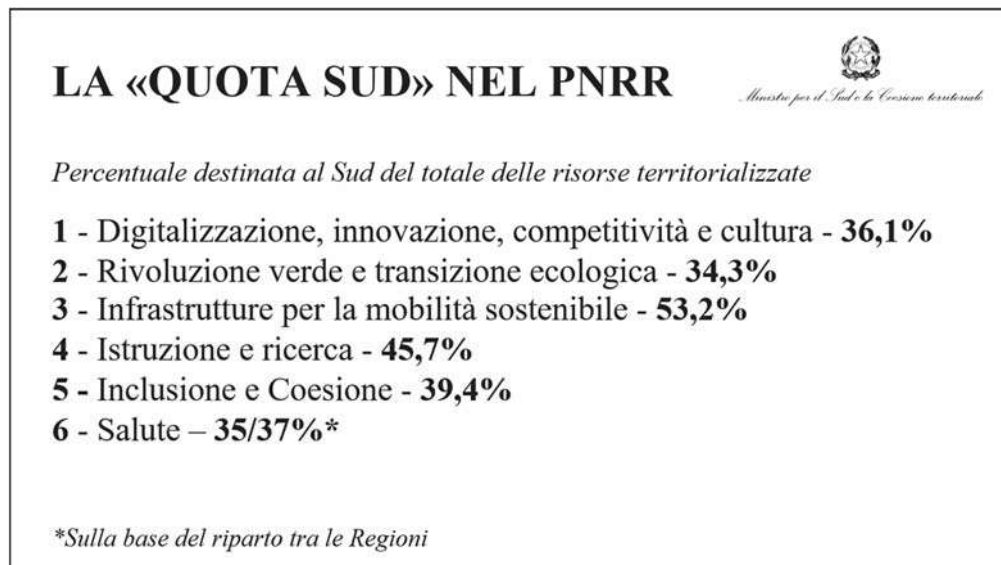 LA «QUOTA SUD» NEL PNRR
Ministro per il Sud e la Coesione territoriale
Percentuale destinata al Sud del totale delle risorse territorializzate
1 - Digitalizzazione, innovazione, competitività e cultura - 36,1%
2 - Rivoluzione verde e transizione ecologica - 34,3%
3 - Infrastrutture per la mobilità sostenibile - 53,2%
4 - Istruzione e ricerca - 45,7%
5 - Inclusione e Coesione - 39,4%
6 - Salute – 35/37%*
*Sulla base del riparto tra le Regioni